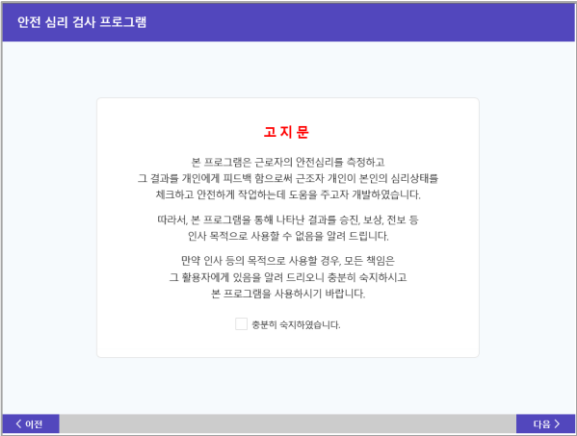 안전 심리 검사 프로그램
고 지 문
본 프로그램은 근로자의 안전심리를 측정하고
그 결과를 개인에게 피드백 함으로써 근조자 개인이 본인의 심리상태를
체크하고 안전하게 작업하는데 도움을 주고자 개발하였습니다.
따라서, 본 프로그램을 통해 나타난 결과를 승진, 보상, 전보 등
인사 목적으로 사용할 수 없음을 알려 드립니다.
만약 인사 등의 목적으로 사용할 경우, 모든 책임은
그 활용자에게 있음을 알려 드리오니 충분히 숙지하시고
본 프로그램을 사용하시기 바랍니다.
충분히 숙지하였습니다.
< 이전
다음 >